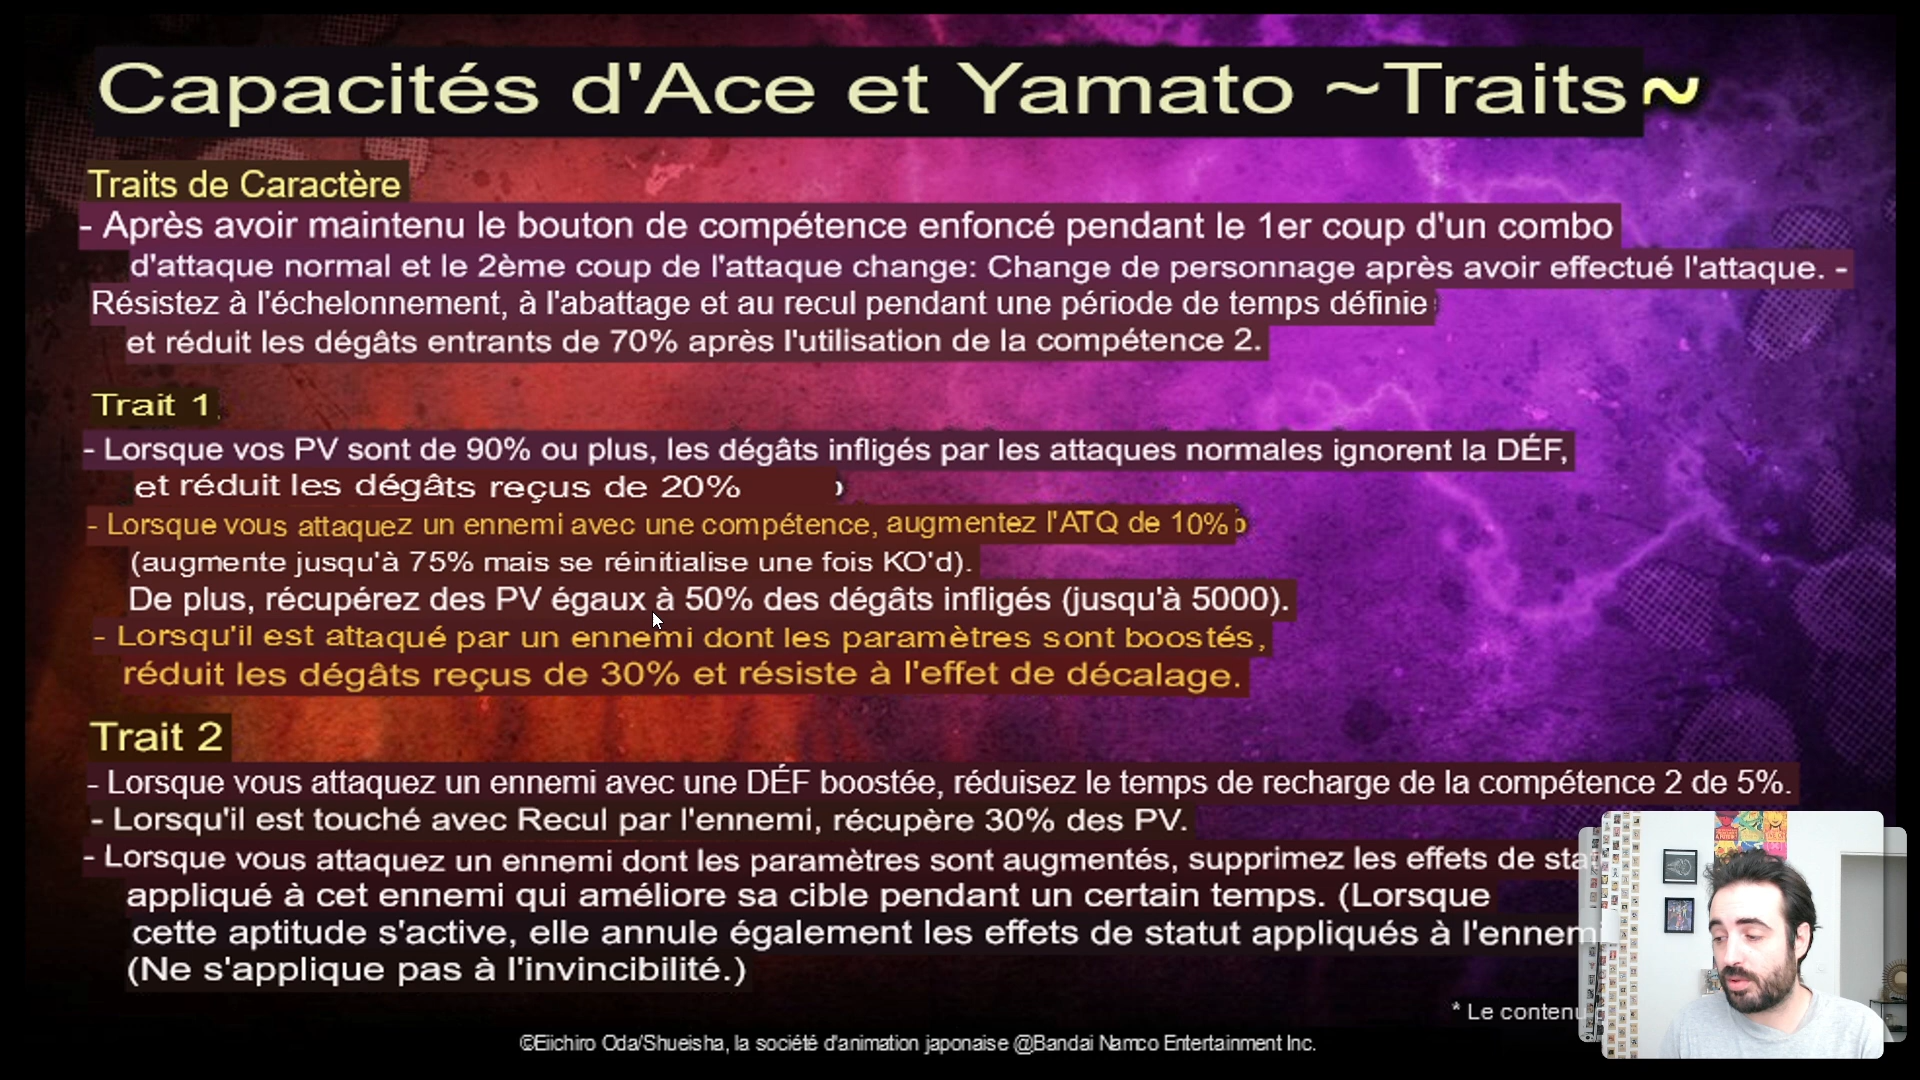 Capacités d'Ace et Yamato ~Traits~
Traits de Caractère
- Après avoir maintenu le bouton de compétence enfoncé pendant le 1er coup d'un combo
d'attaque normal et le 2ème coup de l'attaque change: Change de personnage après avoir effectué l'attaque. -
Résistez à l'échelonnement, à l'abattage et au recul pendant une période de temps définie
et réduit les dégâts entrants de 70% après l'utilisation de la compétence 2.
Trait 1
- Lorsque vos PV sont de 90% ou plus, les dégâts infligés par les attaques normales ignorent la DÉF,
et réduit les dégâts reçus de 20%
- Lorsque vous attaquez un ennemi avec une compétence, augmentez l'ATQ de 10%
(augmente jusqu'à 75% mais se réinitialise une fois KO'd).
De plus, récupérez des PV égaux à 50% des dégâts infligés (jusqu'à 5000).
- Lorsqu'il est attaqué par un ennemi dont les paramètres sont boostés,
réduit les dégâts reçus de 30% et résiste à l'effet de décalage.
Trait 2
- Lorsque vous attaquez un ennemi avec une DÉF boostée, réduisez le temps de recharge de la compétence 2 de 5%.
- Lorsqu'il est touché avec Recul par l'ennemi, récupère 30% des PV.
- Lorsque vous attaquez un ennemi dont les paramètres sont augmentés, supprimez les effets de
appliqué à cet ennemi qui améliore sa cible pendant un certain temps. (Lorsque
cette aptitude s'active, elle annule également les effets de statut appliqués à l'ennemi
(Ne s'applique pas à l'invincibilité.)
* Le contenu
©Eiichiro Oda/Shueisha, la société d'animation japonaise @Bandai Namco Entertainment Inc.